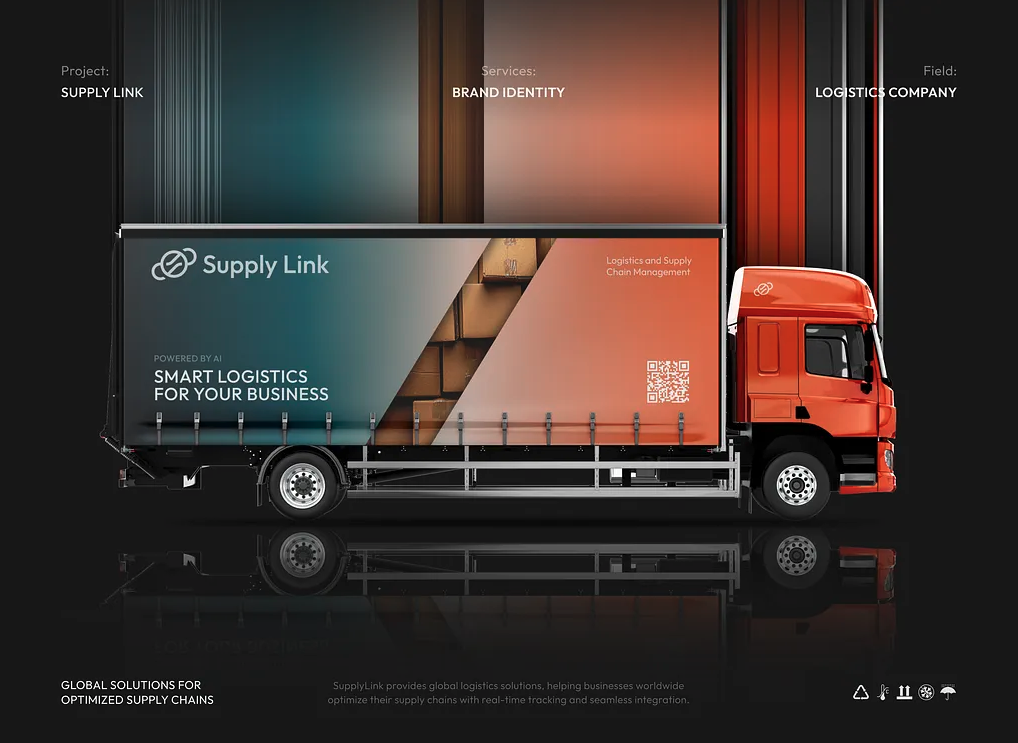 Project:
SUPPLY LINK
Services:
BRAND IDENTITY
Field:
LOGISTICS COMPANY
Supply Link
Logistics and Supply
Chain Management
POWERED BY AI
SMART LOGISTICS
FOR YOUR BUSINESS
GLOBAL SOLUTIONS FOR
OPTIMIZED SUPPLY CHAINS
SupplyLink provides global logistics solutions, helping businesses worldwide
optimize their supply chains with real-time tracking and seamless integration.